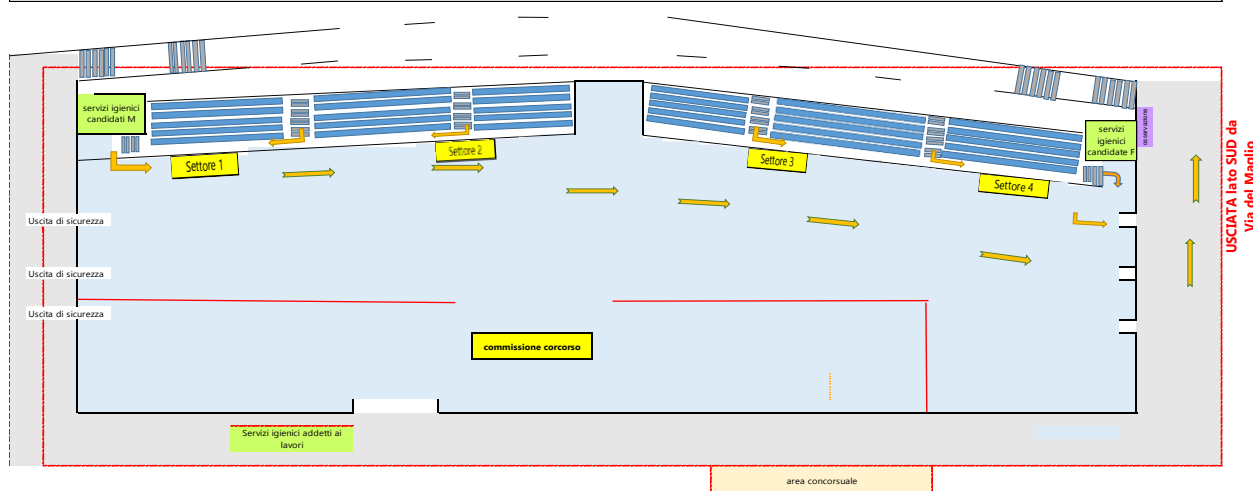 servizi igienici
candidati M
Settore 1
Settore 2
Settore 3
Settore 4
servizi
igienici
candidate F
osservazione
USCIATA lato SUD da
Via del Maglio
Uscita di sicurezza
Uscita di sicurezza
Uscita di sicurezza
commissione corcorso
Servizi igienici addetti ai
lavori
area concorsuale